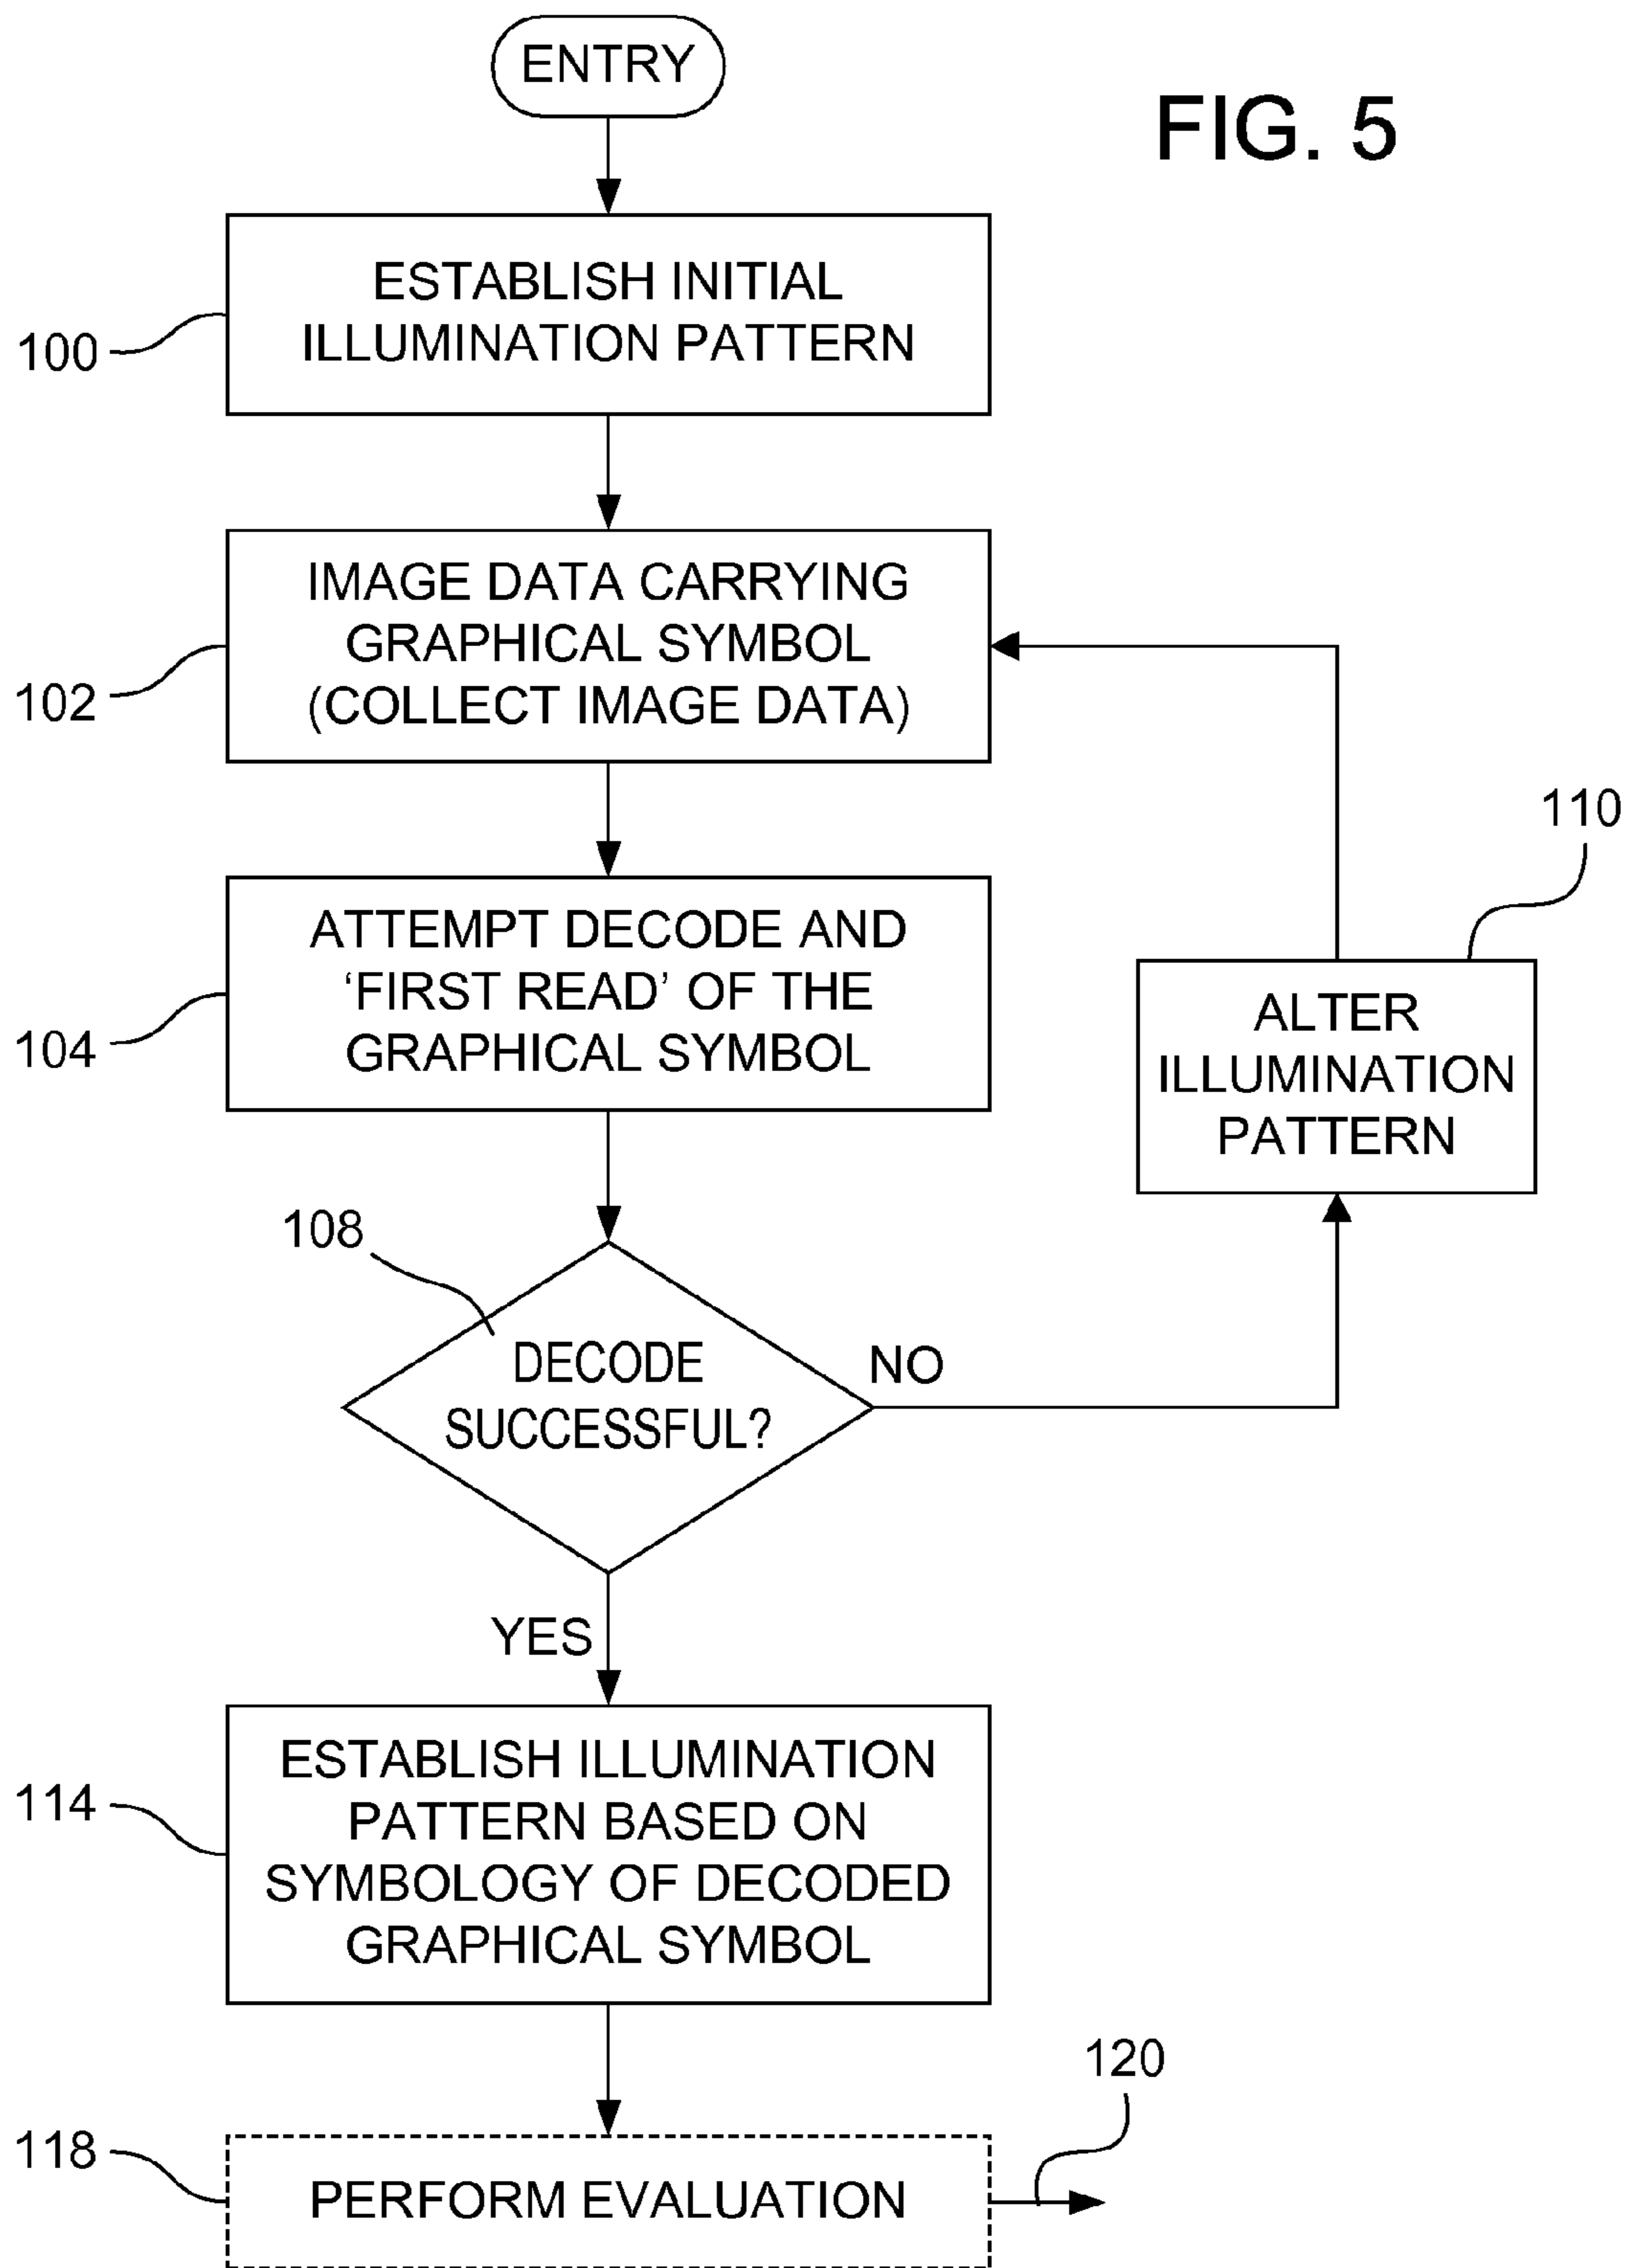 ENTRY
FIG. 5
ESTABLISH INITIAL
ILLUMINATION PATTERN
100
IMAGE DATA CARRYING
GRAPHICAL SYMBOL
(COLLECT IMAGE DATA)
102
110
ATTEMPT DECODE AND
‘FIRST READ’ OF THE
GRAPHICAL SYMBOL
104
ALTER
ILLUMINATION
PATTERN
108
DECODE
SUCCESSFUL?
NO
YES
ESTABLISH ILLUMINATION
PATTERN BASED ON
SYMBOLOGY OF DECODED
GRAPHICAL SYMBOL
114
120
118
PERFORM EVALUATION